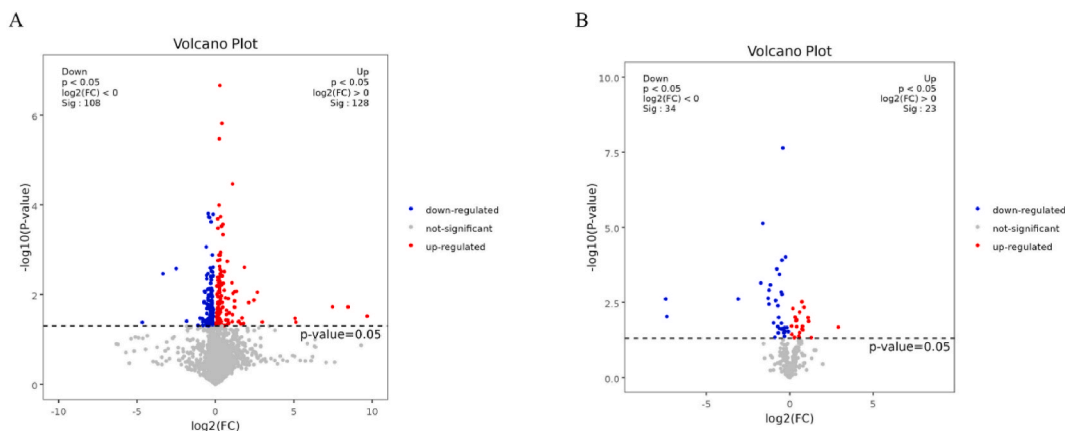 A
Volcano Plot
Down
p < 0.05
log2(FC) < 0
Sig : 108
Up
p < 0.05
log2(FC) > 0
Sig : 128
6
4
2
0
-log10(P-value)
p-value=0.05
-10
-5
0
5
10
log2(FC)
down-regulated
not-significant
up-regulated
B
Volcano Plot
Down
p < 0.05
log2(FC) < 0
Sig : 34
Up
p < 0.05
log2(FC) > 0
Sig : 23
10.0
7.5
5.0
2.5
0.0
-log10(P-value)
p-value=0.05
-5
0
5
log2(FC)
down-regulated
not-significant
up-regulated